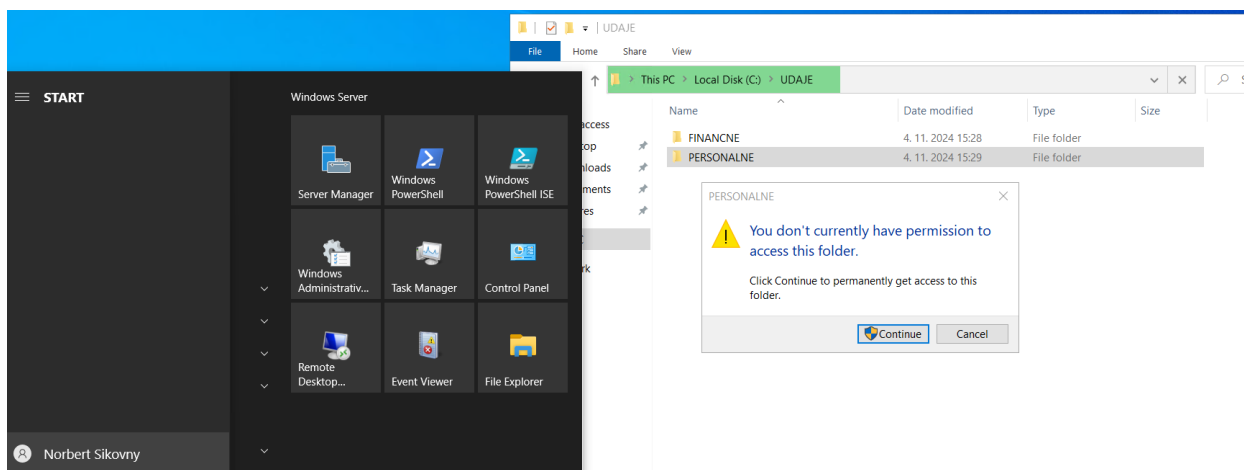 UDAJE
File Home Share View
This PC > Local Disk (C:) > UDAJE
START
Windows Server
Server Manager
Windows PowerShell
Windows PowerShell ISE
Windows Administrativ...
Task Manager
Control Panel
Remote Desktop...
Event Viewer
File Explorer
Norbert Sikovny
Name Date modified Type Size
FINANCNE 4. 11. 2024 15:28 File folder
PERSONALNE 4. 11. 2024 15:29 File folder
PERSONALNE
You don't currently have permission to
access this folder.
Click Continue to permanently get access to this
folder.
Continue Cancel